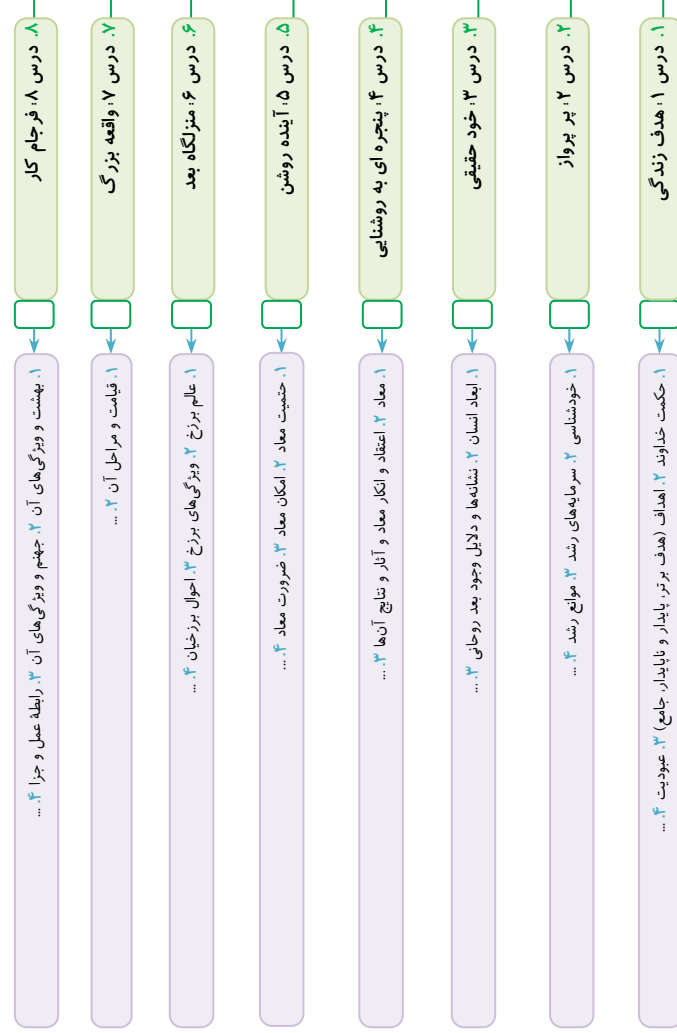 ۱. درس ۱: هدف زندگی
۱. حکمت خداوند ۲. اهداف (هدف برتر، پایدار و ناپایدار، جامع) ۳. عبودیت ۴. ...
۲. درس ۲: پر پرواز
۱. خودشناسی ۲. سرمایه‌های رشد ۳. موانع رشد ۴. ...
۳. درس ۳: خود حقیقی
۱. ابعاد انسان ۲. نشانه‌ها و دلایل وجود بعد روحانی ۳. ...
۴. درس ۴: پنجره ای به روشنایی
۱. معاد ۲. اعتقاد و انکار معاد و آثار و نتایج آن‌ها ۳. ...
۵. درس ۵: آینده روشن
۱. حتمیت معاد ۲. امکان معاد ۳. ضرورت معاد ۴. ...
۶. درس ۶: منزلگاه بعد
۱. عالم برزخ ۲. ویژگی‌های برزخ ۳. احوال برزخیان ۴. ...
۷. درس ۷: واقعه بزرگ
۱. قیامت و مراحل آن ۲. ...
۸. درس ۸: فرجام کار
۱. بهشت و ویژگی‌های آن ۲. جهنم و ویژگی‌های آن ۳. رابطۀ عمل و جزا ۴. ...